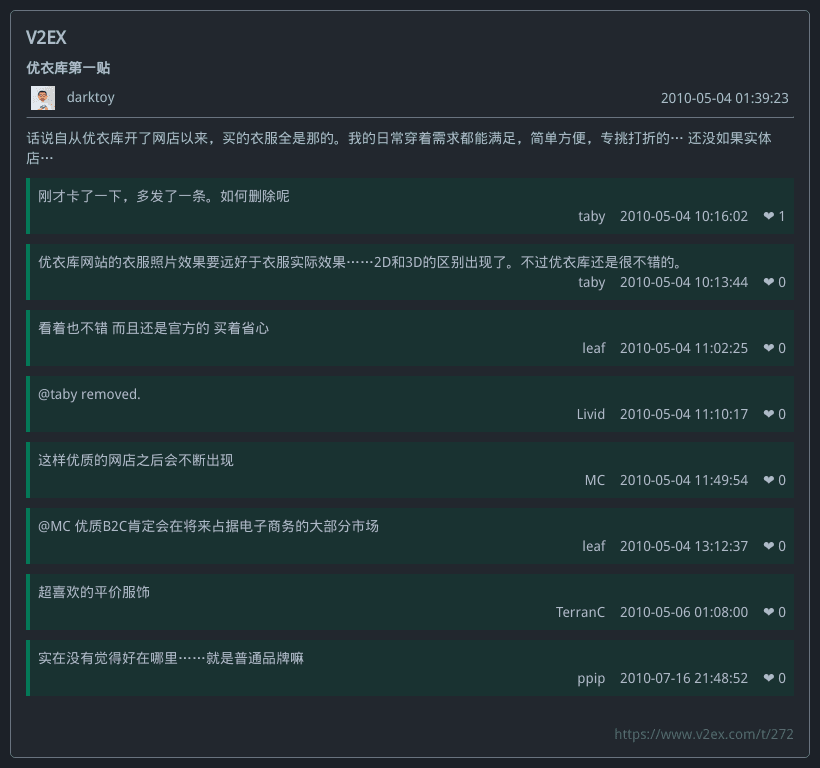 V2EX
优衣库第一贴
darktoy 2010-05-04 01:39:23
话说自从优衣库开了网店以来，买的衣服全是那的。我的日常穿着需求都能满足，简单方便，专挑打折的… 还没如果实体
店…
刚才卡了一下，多发了一条。如何删除呢
taby 2010-05-04 10:16:02 ❤ 1
优衣库网站的衣服照片效果要远好于衣服实际效果……2D和3D的区别出现了。不过优衣库还是很不错的。
taby 2010-05-04 10:13:44 ❤ 0
看着也不错 而且还是官方的 买着省心
leaf 2010-05-04 11:02:25 ❤ 0
@taby removed.
Livid 2010-05-04 11:10:17 ❤ 0
这样优质的网店之后会不断出现
MC 2010-05-04 11:49:54 ❤ 0
@MC 优质B2C肯定会在将来占据电子商务的大部分市场
leaf 2010-05-04 13:12:37 ❤ 0
超喜欢的平价服饰
TerranC 2010-05-06 01:08:00 ❤ 0
实在没有觉得好在哪里……就是普通品牌嘛
ppip 2010-07-16 21:48:52 ❤ 0
https://www.v2ex.com/t/272